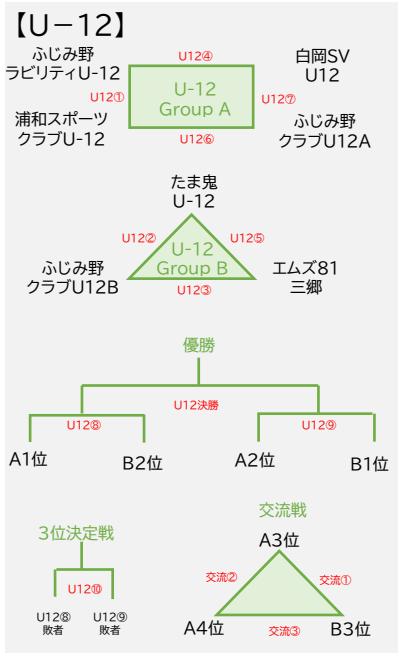 【U－12】
ふじみ野
ラビリティU-12
U12④
白岡SV
U12
U12①
U-12
Group A
U12⑦
浦和スポーツ
クラブU-12
U12⑥
ふじみ野
クラブU12A
たま鬼
U-12
U12②
U12⑤
U-12
Group B
ふじみ野
クラブU12B
U12③
エムズ81
三郷
優勝
U12決勝
U12⑧
U12⑨
A1位
B2位
A2位
B1位
3位決定戦
U12⑩
U12⑧
敗者
U12⑨
敗者
交流戦
A3位
交流②
交流①
A4位
交流③
B3位